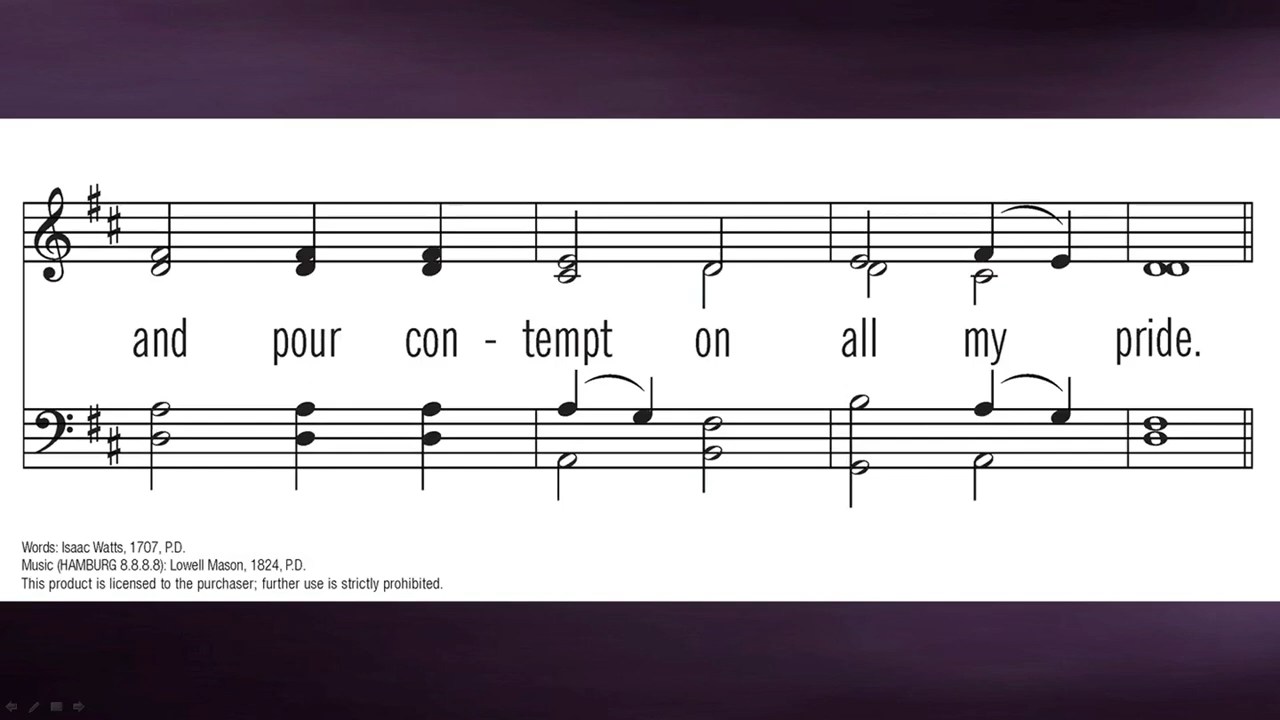 and pour con - tempt on all my pride.
Words: Isaac Watts, 1707, P.D.
Music (HAMBURG 8.8.8.8): Lowell Mason, 1824, P.D.
This product is licensed to the purchaser; further use is strictly prohibited.